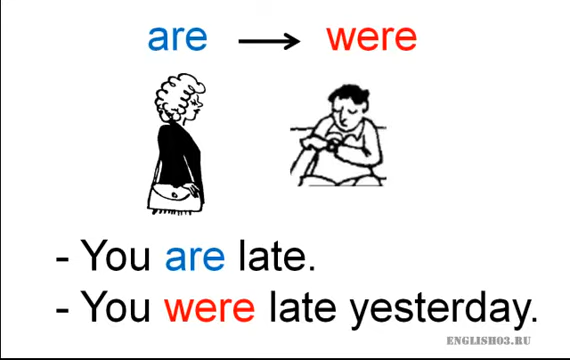 are → were
- You are late.
- You were late yesterday.
ENGLISH03.RU